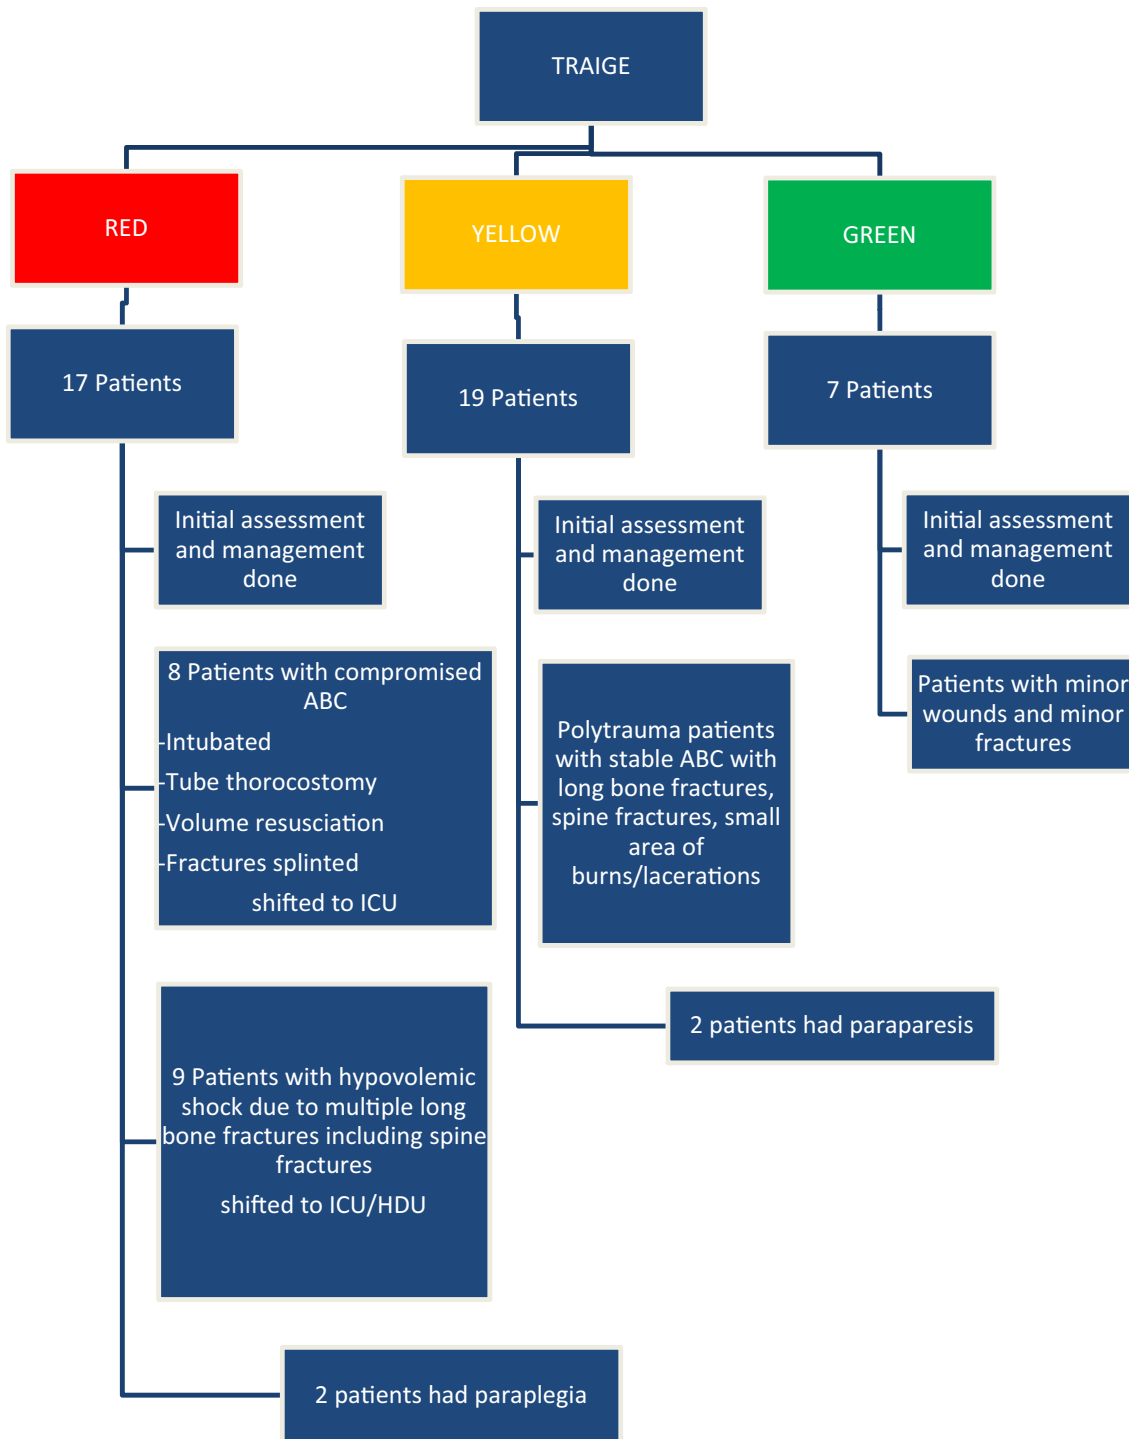 TRAIGE
RED
YELLOW
GREEN
17 Patients
19 Patients
7 Patients
Initial assessment
and management
done
8 Patients with compromised
ABC
-Intubated
-Tube thorocostomy
-Volume resusciation
-Fractures splinted
shifted to ICU
9 Patients with hypovolemic
shock due to multiple long
bone fractures including spine
fractures
shifted to ICU/HDU
2 patients had paraplegia
Initial assessment
and management
done
Polytrauma patients
with stable ABC with
long bone fractures,
spine fractures, small
area of
burns/lacerations
2 patients had paraparesis
Initial assessment
and management
done
Patients with minor
wounds and minor
fractures